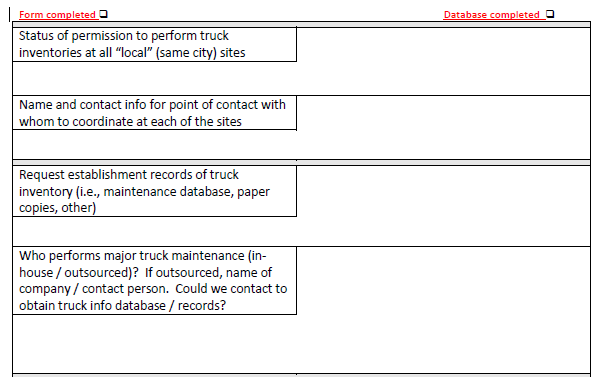 Form completed ❑ Database completed ❑
Status of permission to perform truck
inventories at all “local” (same city) sites
Name and contact info for point of contact with
whom to coordinate at each of the sites
Request establishment records of truck
inventory (i.e., maintenance database, paper
copies, other)
Who performs major truck maintenance (in-
house / outsourced)? If outsourced, name of
company / contact person. Could we contact to
obtain truck info database / records?